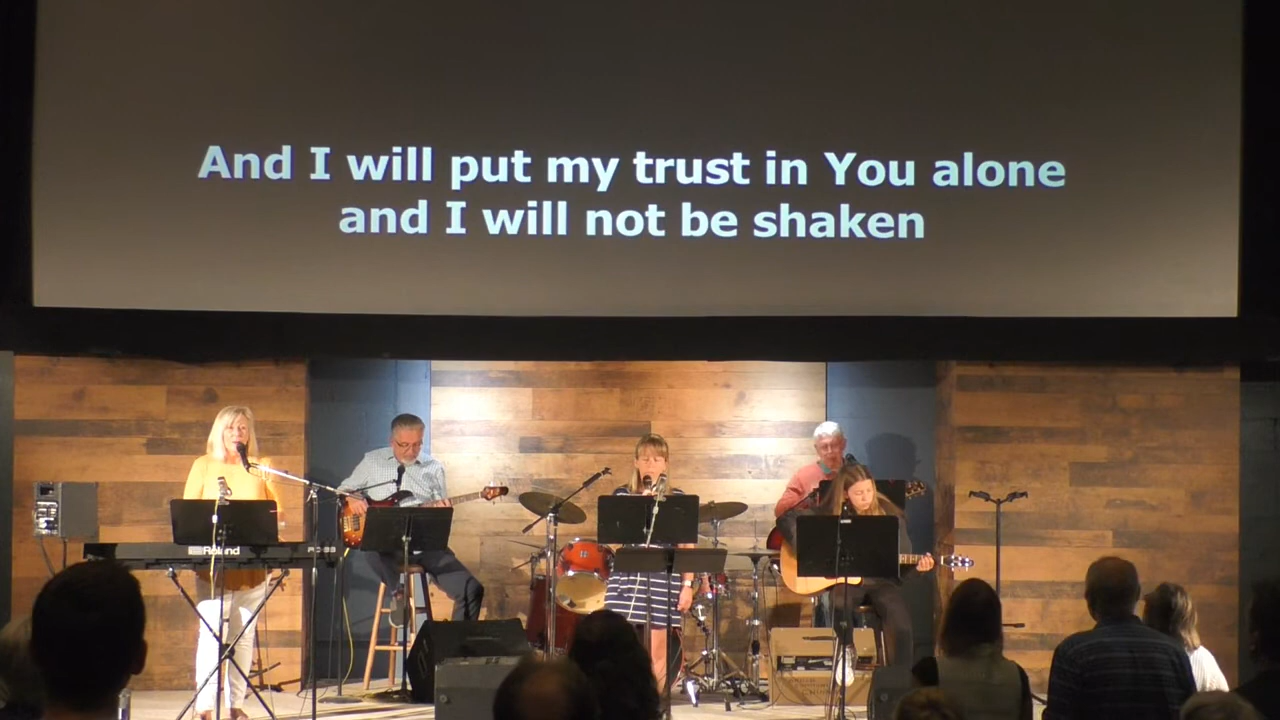 And I will put my trust in You alone
and I will not be shaken
Roland